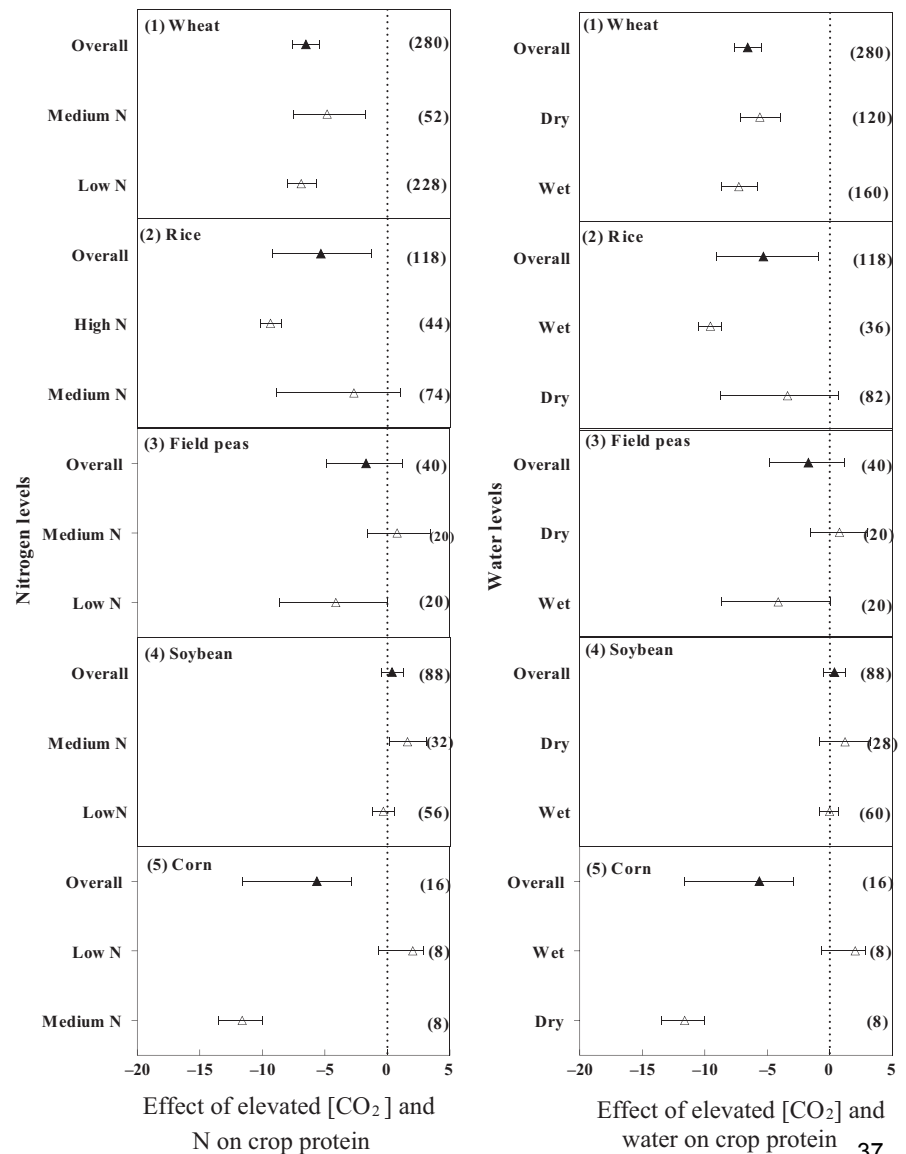 Nitrogen levels
(1) Wheat
Overall (280)
Medium N (52)
Low N (228)
(2) Rice
Overall (118)
High N (44)
Medium N (74)
(3) Field peas
Overall (40)
Medium N (20)
Low N (20)
(4) Soybean
Overall (88)
Medium N (32)
LowN (56)
(5) Corn
Overall (16)
Low N (8)
Medium N (8)
−20 −15 −10 −5 0 5
Effect of elevated [CO₂] and
N on crop protein
Water levels
(1) Wheat
Overall (280)
Dry (120)
Wet (160)
(2) Rice
Overall (118)
Wet (36)
Dry (82)
(3) Field peas
Overall (40)
Dry (20)
Wet (20)
(4) Soybean
Overall (88)
Dry (28)
Wet (60)
(5) Corn
Overall (16)
Wet (8)
Dry (8)
−20 −15 −10 −5 0 5
Effect of elevated [CO₂] and
water on crop protein
37